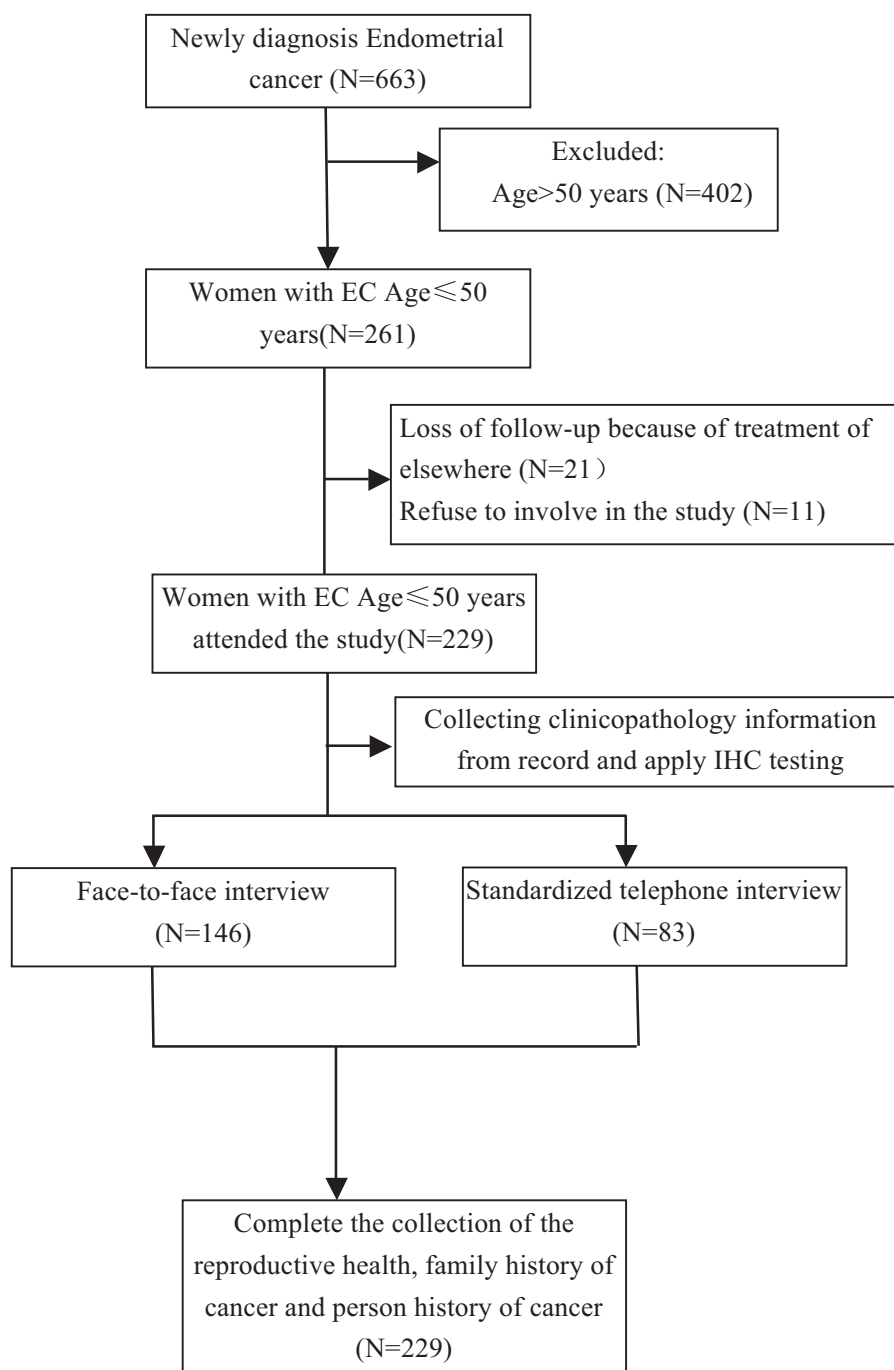 Newly diagnosis Endometrial
cancer (N=663)
Excluded:
Age>50 years (N=402)
Women with EC Age≤50
years(N=261)
Loss of follow-up because of treatment of
elsewhere (N=21）
Refuse to involve in the study (N=11)
Women with EC Age≤50 years
attended the study(N=229)
Collecting clinicopathology information
from record and apply IHC testing
Face-to-face interview
(N=146)
Standardized telephone interview
(N=83)
Complete the collection of the
reproductive health, family history of
cancer and person history of cancer
(N=229)